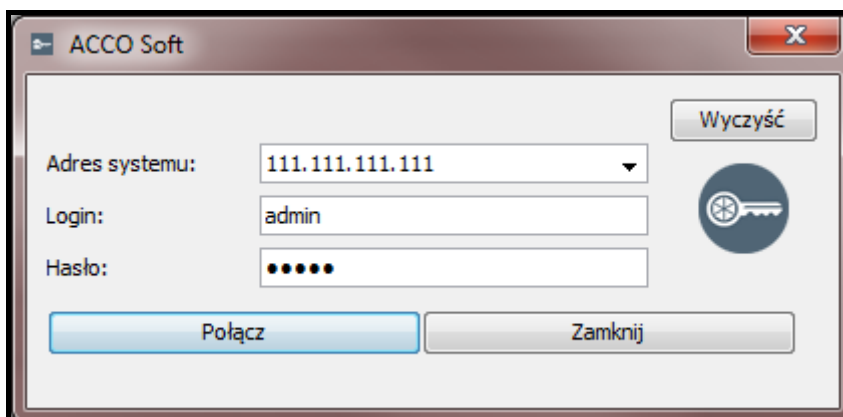 ACCO Soft
Wyczyść
Adres systemu: 111.111.111.111
Login: admin
Hasło: •••••
Połącz Zamknij